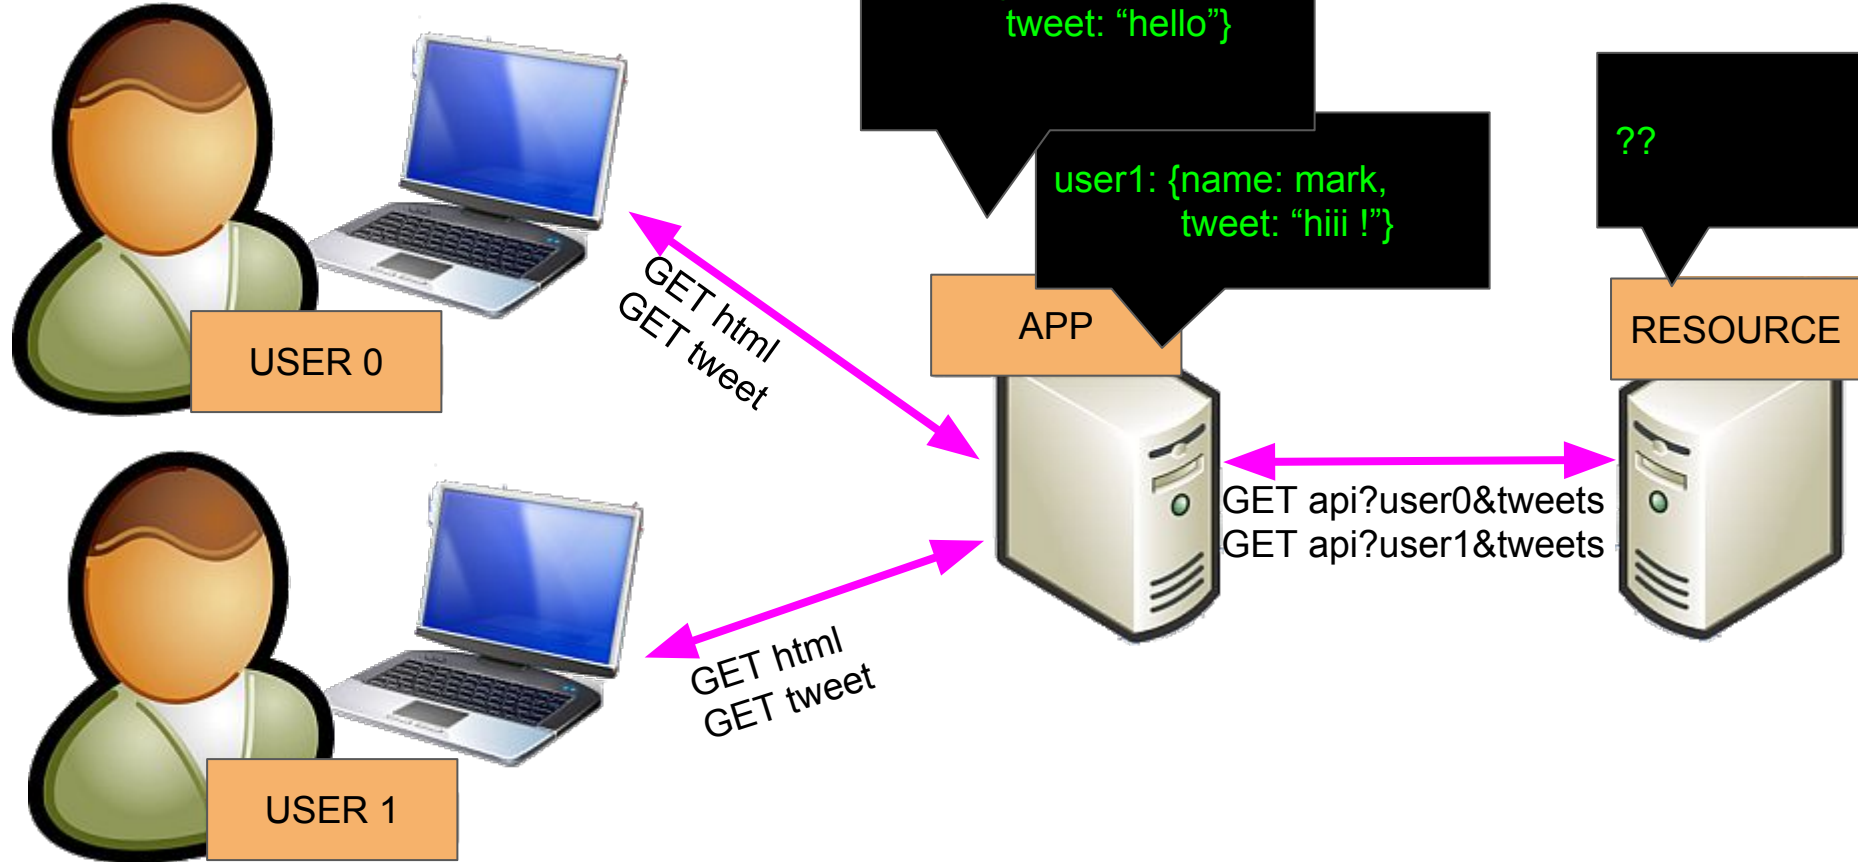 tweet: “hello”}
user1: {name: mark,
tweet: “hiii !”}
??
APP
RESOURCE
USER 0
GET html
GET tweet
GET api?user0&tweets
GET api?user1&tweets
GET html
GET tweet
USER 1